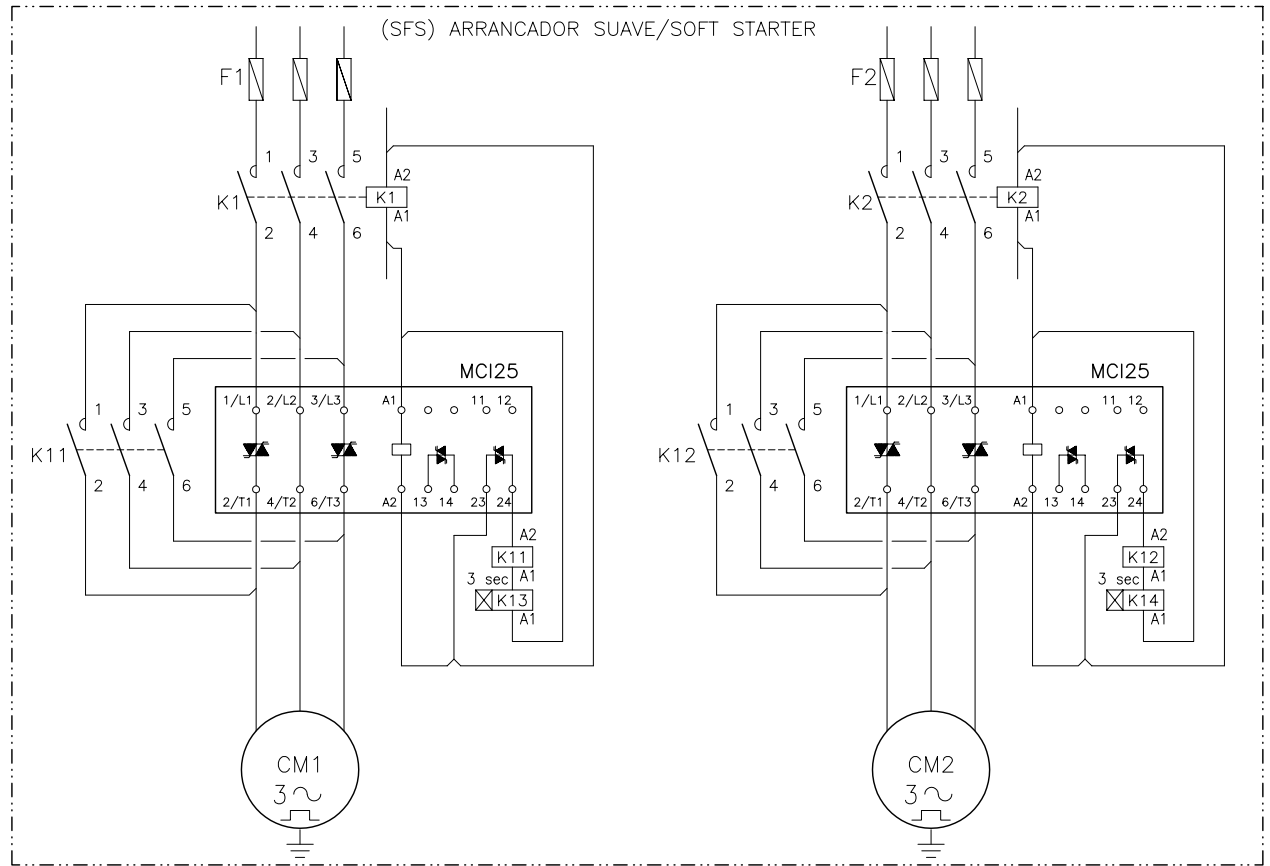 (SFS) ARRANCADOR SUAVE/SOFT STARTER
F1
1 3 5
A2
K1
K1
A1
2 4 6
MCI25
1/L1 2/L2 3/L3 A1 11 12
1 3 5
K11
2 4 6
2/T1 4/T2 6/T3 A2 13 14 23 24
A2
K11
A1
3 sec
K13
A1
CM1
3
F2
1 3 5
A2
K2
K2
A1
2 4 6
MCI25
1/L1 2/L2 3/L3 A1 11 12
1 3 5
K12
2 4 6
2/T1 4/T2 6/T3 A2 13 14 23 24
A2
K12
A1
3 sec
K14
A1
CM2
3